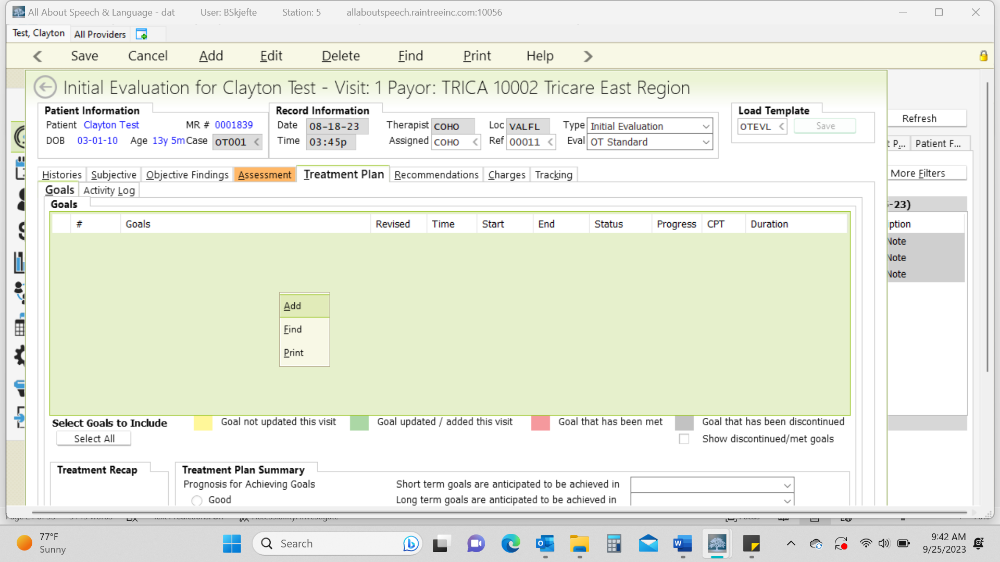 All About Speech & Language - dat User: BSkjefte Station: 5 allaboutspeech.raintreeinc.com:10056
Test, Clayton All Providers
Save Cancel Add Edit Delete Find Print Help
Initial Evaluation for Clayton Test - Visit: 1 Payor: TRICA 10002 Tricare East Region
Patient Information Record Information Load Template
Patient Clayton Test MR # 0001839 Date 08-18-23 Therapist COHO Loc VALFL Type Initial Evaluation OTEVL Save Refresh
DOB 03-01-10 Age 13y 5m Case OT001 Time 03:45p Assigned COHO Ref 00011 Eval OT Standard
t P... Patient F...
Histories Subjective Objective Findings Assessment Treatment Plan Recommendations Charges Tracking More Filters
Goals Activity Log
Goals -23)
# Goals Revised Time Start End Status Progress CPT Duration ption
Note
Note
Note
Add
Find
Print
Select Goals to Include Goal not updated this visit Goal updated / added this visit Goal that has been met Goal that has been discontinued
Select All Show discontinued/met goals
Treatment Recap Treatment Plan Summary
Prognosis for Achieving Goals Short term goals are anticipated to be achieved in
Good Long term goals are anticipated to be achieved in
77°F
Sunny
Search
9:42 AM
9/25/2023